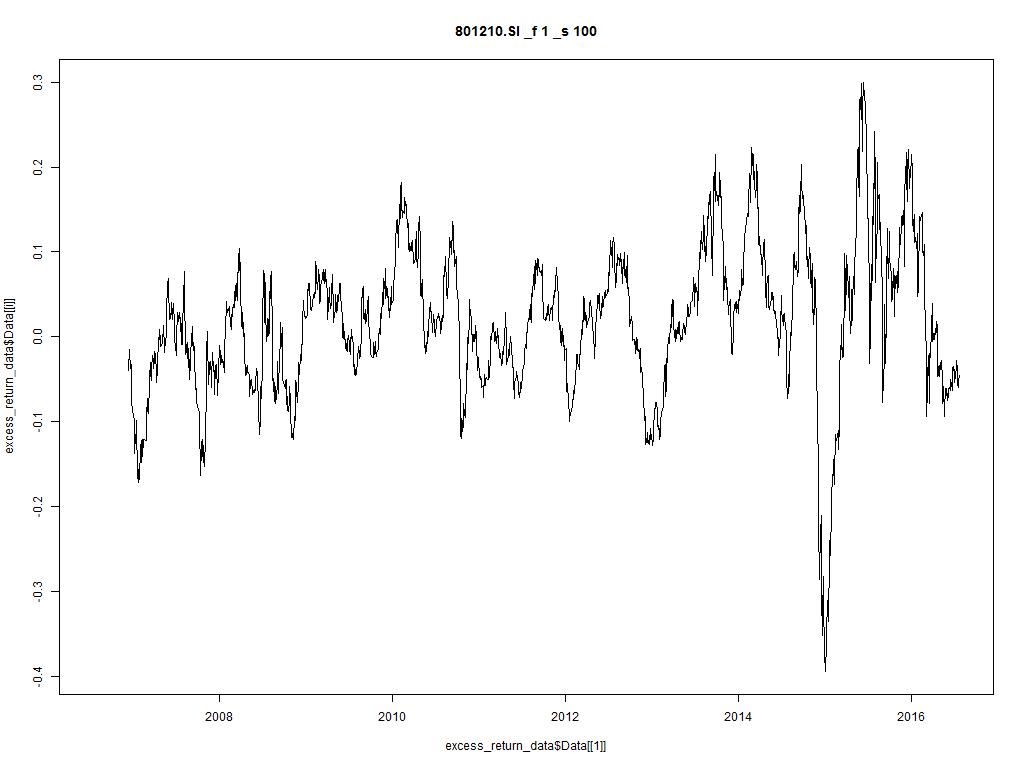 801210.SI _f 1 _s 100
excess_return_data$Data[[i]]
0.3
0.2
0.1
0.0
-0.1
-0.2
-0.3
-0.4
2008 2010 2012 2014 2016
excess_return_data$Data[[1]]